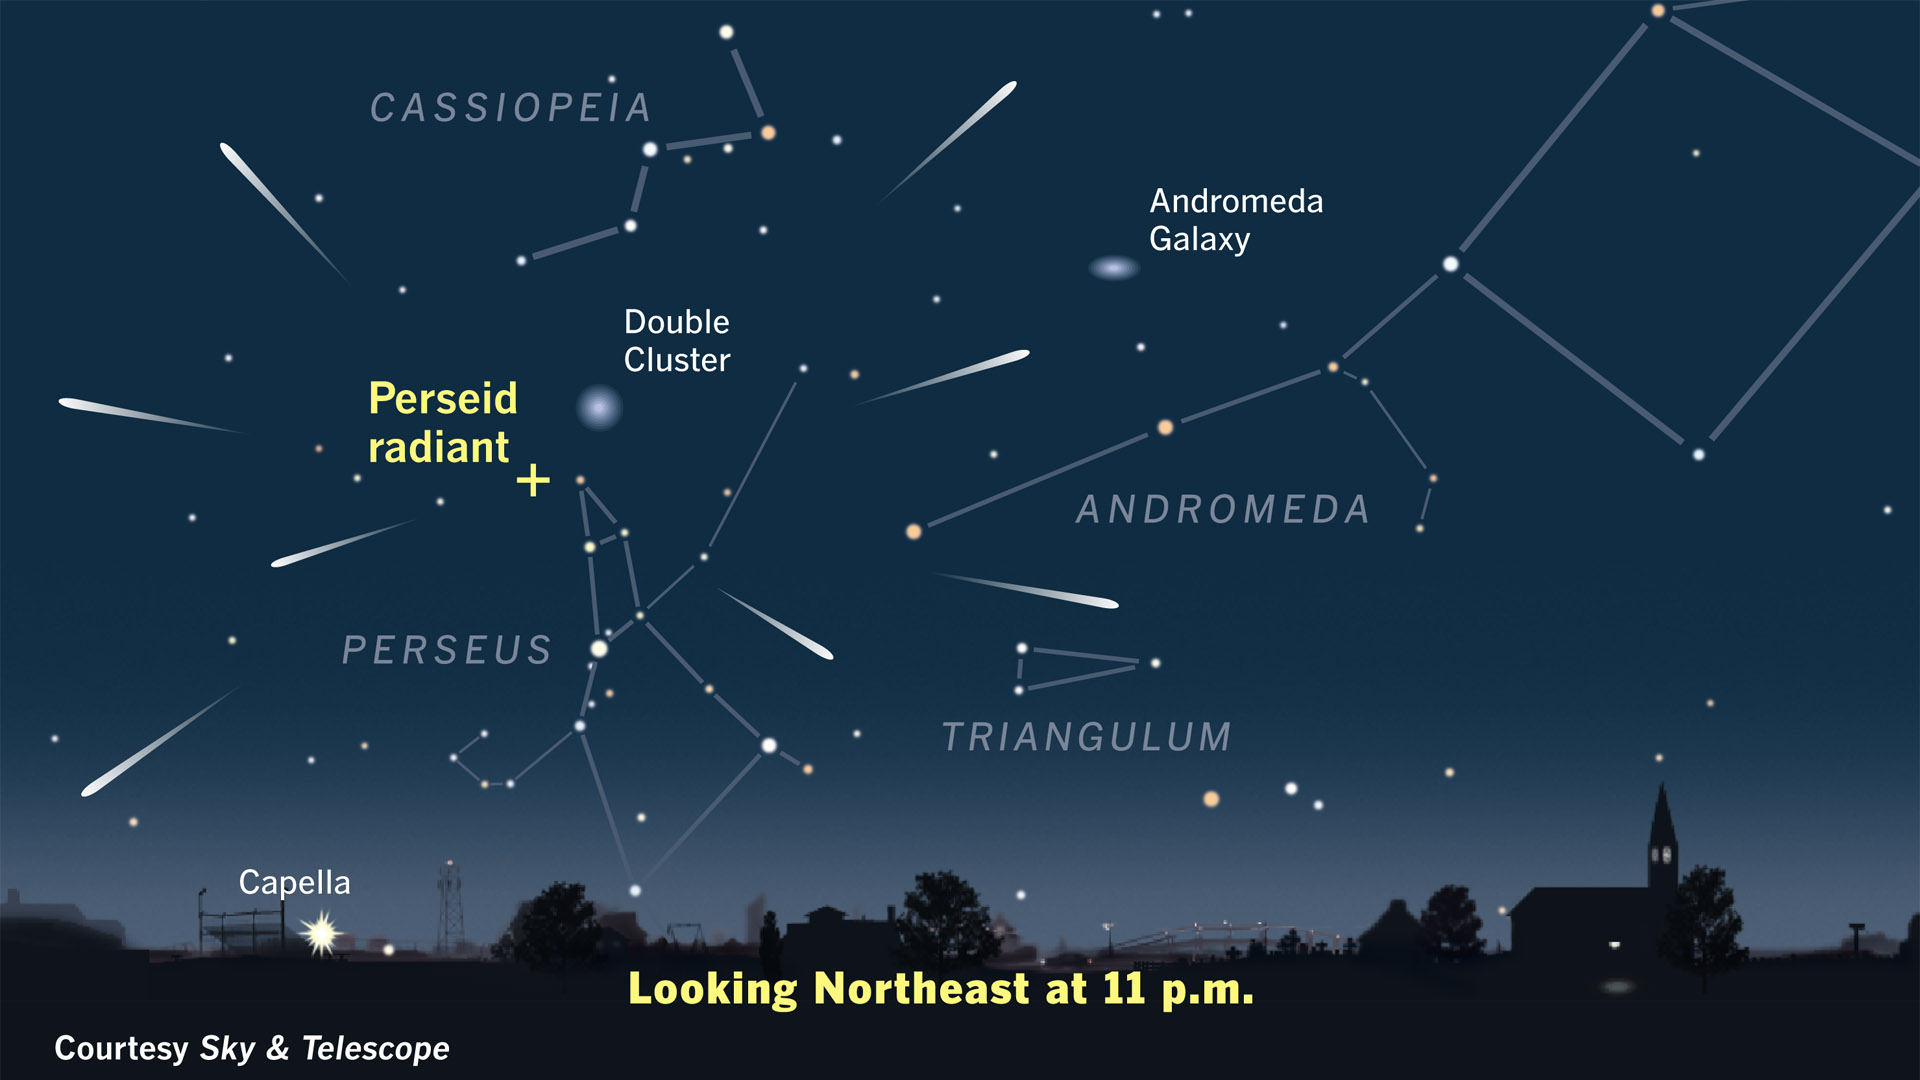 CASSIOPEIA
Andromeda
Galaxy
Double
Cluster
Perseid
radiant
ANDROMEDA
PERSEUS
TRIANGULUM
Capella
Looking Northeast at 11 p.m.
Courtesy Sky & Telescope